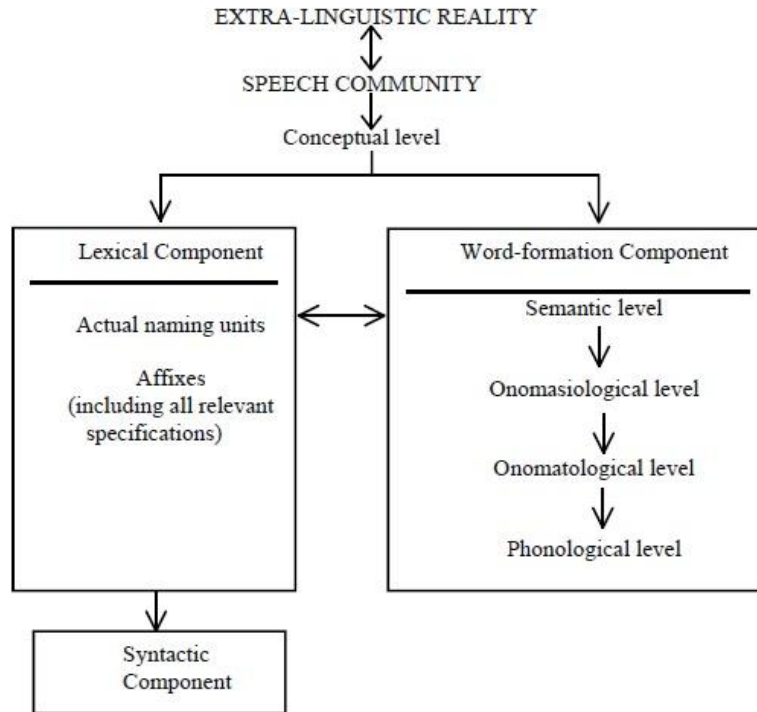 EXTRA-LINGUISTIC REALITY
SPEECH COMMUNITY
Conceptual level
Lexical Component
Actual naming units
Affixes
(including all relevant
specifications)
Word-formation Component
Semantic level
Onomasiological level
Onomatological level
Phonological level
Syntactic
Component